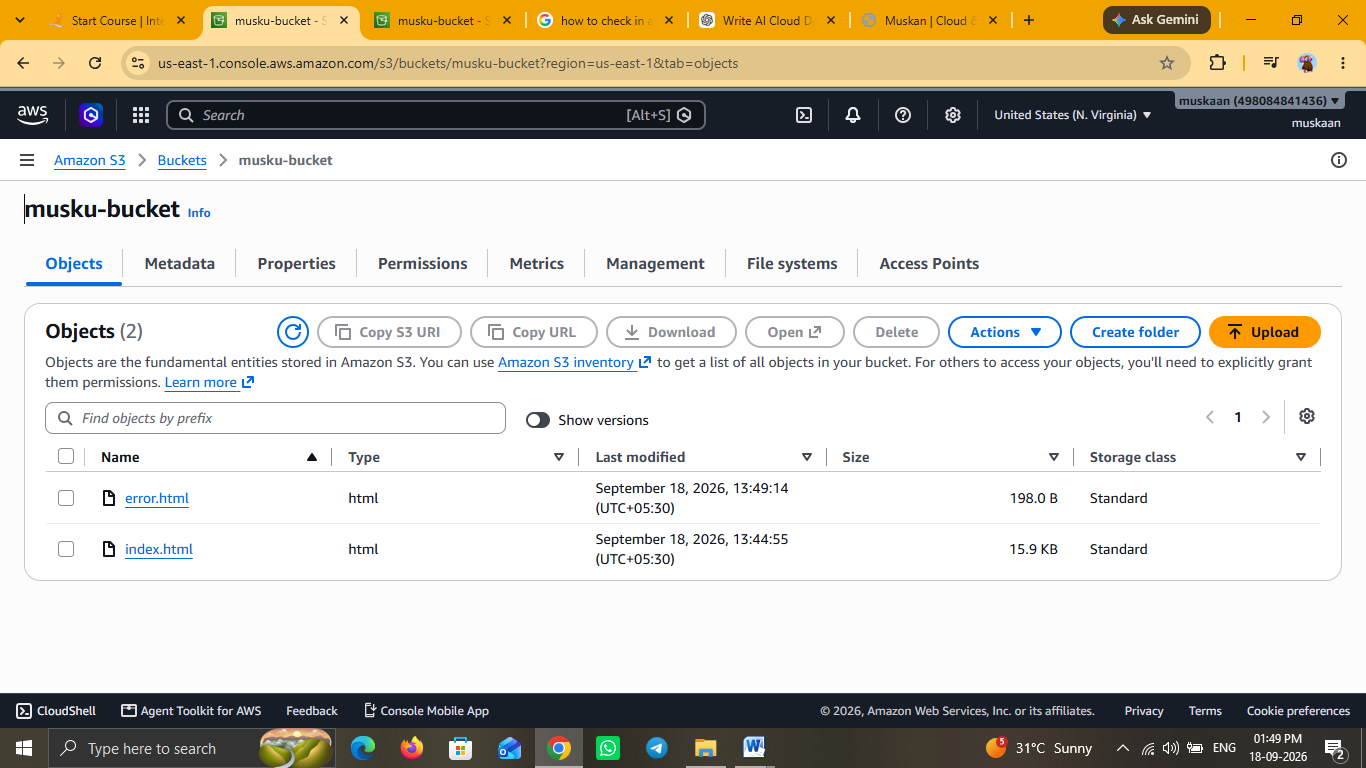 Start Course | Inte
musku-bucket - S
musku-bucket - S
how to check in a
Write AI Cloud De
Muskan | Cloud &
Ask Gemini
us-east-1.console.aws.amazon.com/s3/buckets/musku-bucket?region=us-east-1&tab=objects
aws
Search
[Alt+S]
United States (N. Virginia)
muskaan (498084841436)
muskaan
Amazon S3
Buckets
musku-bucket
musku-bucket Info
Objects
Metadata
Properties
Permissions
Metrics
Management
File systems
Access Points
Objects (2)
Copy S3 URI
Copy URL
Download
Open
Delete
Actions
Create folder
Upload
Objects are the fundamental entities stored in Amazon S3. You can use Amazon S3 inventory to get a list of all objects in your bucket. For others to access your objects, you'll need to explicitly grant
them permissions. Learn more
Find objects by prefix
Show versions
1
Name
Type
Last modified
Size
Storage class
error.html
html
September 18, 2026, 13:49:14
(UTC+05:30)
198.0 B
Standard
index.html
html
September 18, 2026, 13:44:55
(UTC+05:30)
15.9 KB
Standard
CloudShell
Agent Toolkit for AWS
Feedback
Console Mobile App
© 2026, Amazon Web Services, Inc. or its affiliates.
Privacy
Terms
Cookie preferences
Type here to search
5
31°C Sunny
ENG
01:49 PM
18-09-2026
2